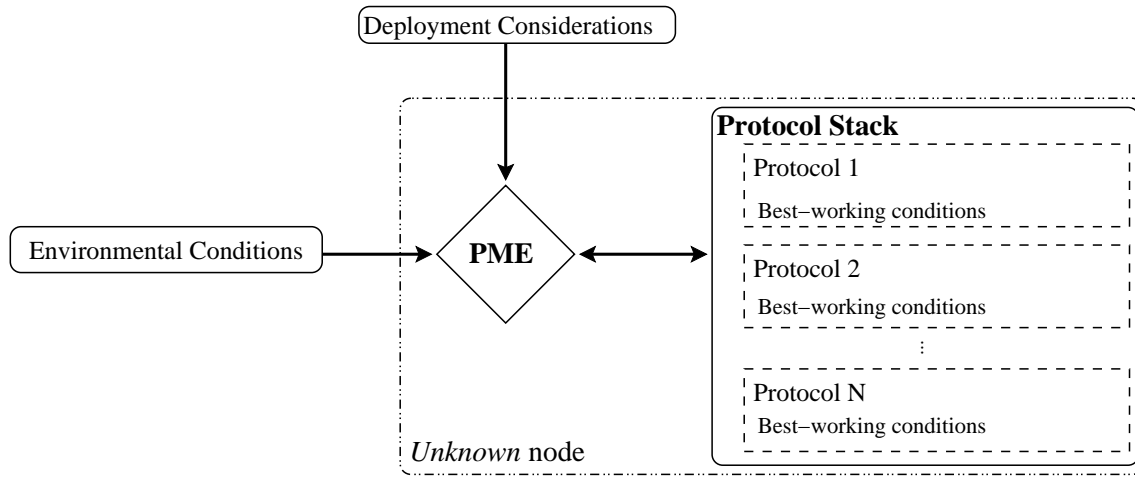 Deployment Considerations
Protocol Stack
Protocol 1
Best−working conditions
Environmental Conditions
PME
Protocol 2
Best−working conditions
...
Protocol N
Best−working conditions
Unknown node